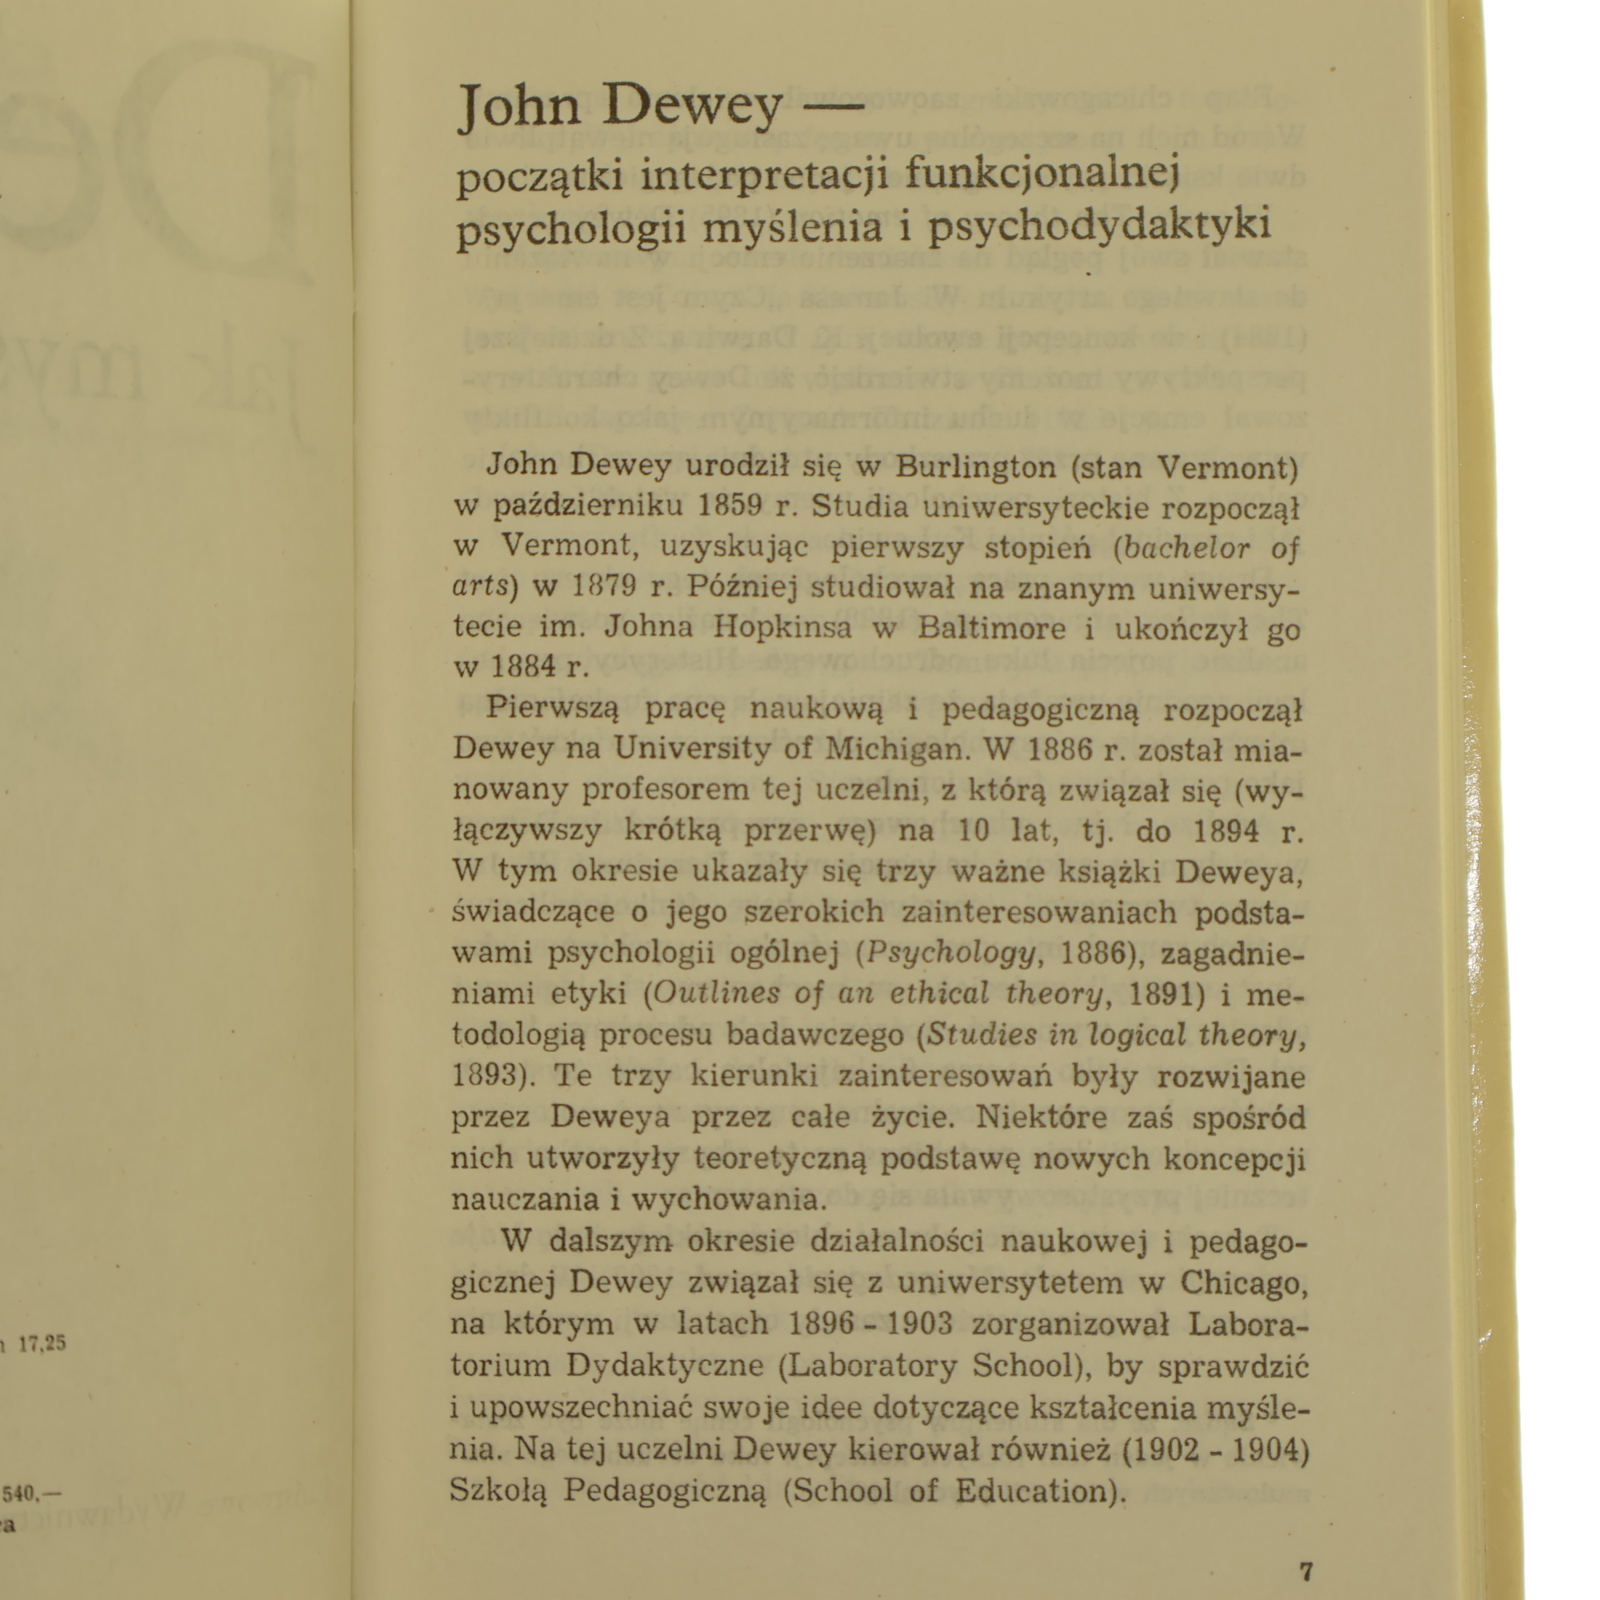 John Dewey —
początki interpretacji funkcjonalnej
psychologii myślenia i psychodydaktyki
John Dewey urodził się w Burlington (stan Vermont)
w październiku 1859 r. Studia uniwersyteckie rozpoczął
w Vermont, uzyskując pierwszy stopień (bachelor of
arts) w 1879 r. Później studiował na znanym uniwersy-
tecie im. Johna Hopkinsa w Baltimore i ukończył go
w 1884 r.
Pierwszą pracę naukową i pedagogiczną rozpoczął
Dewey na University of Michigan. W 1886 r. został mia-
nowany profesorem tej uczelni, z którą związał się (wy-
łączywszy krótką przerwę) na 10 lat, tj. do 1894 r.
W tym okresie ukazały się trzy ważne książki Deweya,
świadczące o jego szerokich zainteresowaniach podsta-
wami psychologii ogólnej (Psychology, 1886), zagadnie-
niami etyki (Outlines of an ethical theory, 1891) i me-
todologią procesu badawczego (Studies in logical theory,
1893). Te trzy kierunki zainteresowań były rozwijane
przez Deweya przez całe życie. Niektóre zaś spośród
nich utworzyły teoretyczną podstawę nowych koncepcji
nauczania i wychowania.
W dalszym okresie działalności naukowej i pedago-
gicznej Dewey związał się z uniwersytetem w Chicago,
na którym w latach 1896 - 1903 zorganizował Labora-
torium Dydaktyczne (Laboratory School), by sprawdzić
i upowszechniać swoje idee dotyczące kształcenia myśle-
nia. Na tej uczelni Dewey kierował również (1902 - 1904)
Szkołą Pedagogiczną (School of Education).
7
17,25
540,—